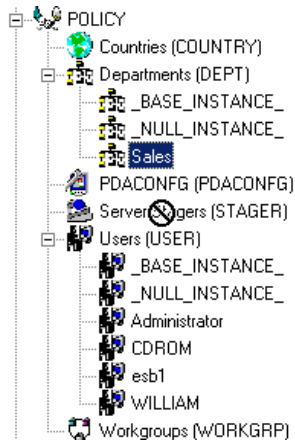 POLICY
Countries (COUNTRY)
Departments (DEPT)
_BASE_INSTANCE_
_NULL_INSTANCE_
Sales
PDACONFG (PDACONFG)
(STAGER)
Users (USER)
_BASE_INSTANCE_
_NULL_INSTANCE_
Administrator
CDROM
esb1
WILLIAM
Workgroups (WORKGRP)